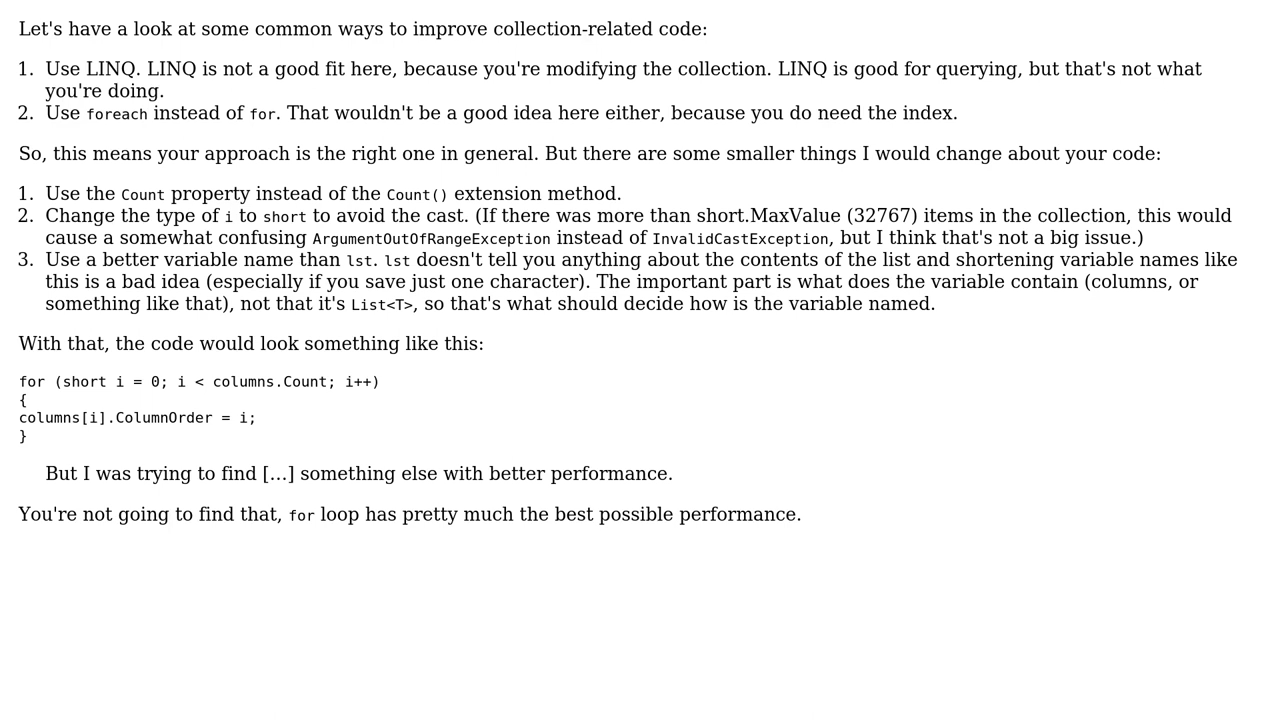 Let's have a look at some common ways to improve collection-related code:
1. Use LINQ. LINQ is not a good fit here, because you're modifying the collection. LINQ is good for querying, but that's not what
you're doing.
2. Use foreach instead of for. That wouldn't be a good idea here either, because you do need the index.
So, this means your approach is the right one in general. But there are some smaller things I would change about your code:
1. Use the Count property instead of the Count() extension method.
2. Change the type of i to short to avoid the cast. (If there was more than short.MaxValue (32767) items in the collection, this would
cause a somewhat confusing ArgumentOutOfRangeException instead of InvalidCastException, but I think that's not a big issue.)
3. Use a better variable name than lst. lst doesn't tell you anything about the contents of the list and shortening variable names like
this is a bad idea (especially if you save just one character). The important part is what does the variable contain (columns, or
something like that), not that it's List<T>, so that's what should decide how is the variable named.
With that, the code would look something like this:
for (short i = 0; i < columns.Count; i++)
{
columns[i].ColumnOrder = i;
}
But I was trying to find […] something else with better performance.
You're not going to find that, for loop has pretty much the best possible performance.